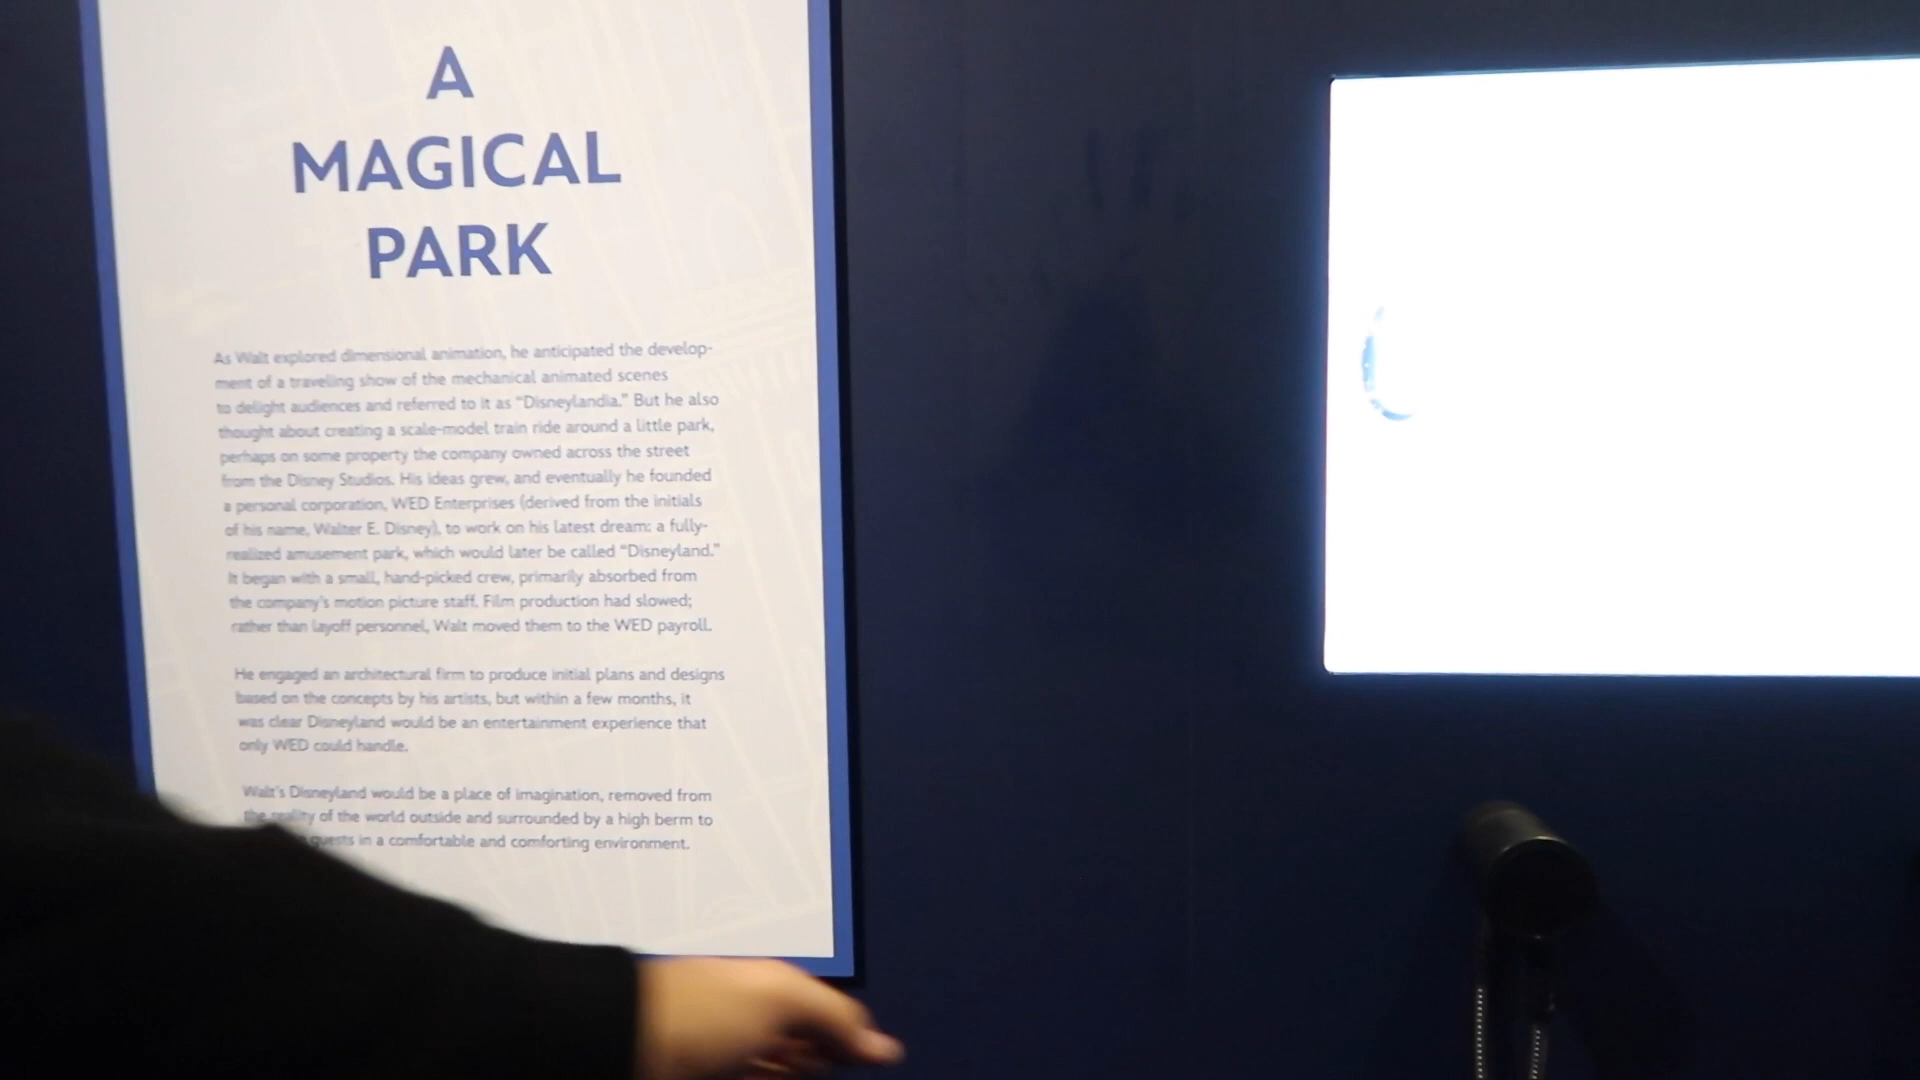 A
MAGICAL
PARK
As Walt explored dimensional animation, he anticipated the develop-
ment of a traveling show of the mechanical animated scenes
to delight audiences and referred to it as “Disneylandia.” But he also
thought about creating a scale-model train ride around a little park,
perhaps on some property the company owned across the street
from the Disney Studios. His ideas grew, and eventually he founded
a personal corporation, WED Enterprises (derived from the initials
of his name, Walter E. Disney), to work on his latest dream: a fully-
realized amusement park, which would later be called “Disneyland.”
It began with a small, hand-picked crew, primarily absorbed from
the company’s motion picture staff. Film production had slowed;
rather than layoff personnel, Walt moved them to the WED payroll.
He engaged an architectural firm to produce initial plans and designs
based on the concepts by his artists, but within a few months, it
was clear Disneyland would be an entertainment experience that
only WED could handle.
Walt’s Disneyland would be a place of imagination, removed from
the reality of the world outside and surrounded by a high berm to
guests in a comfortable and comforting environment.